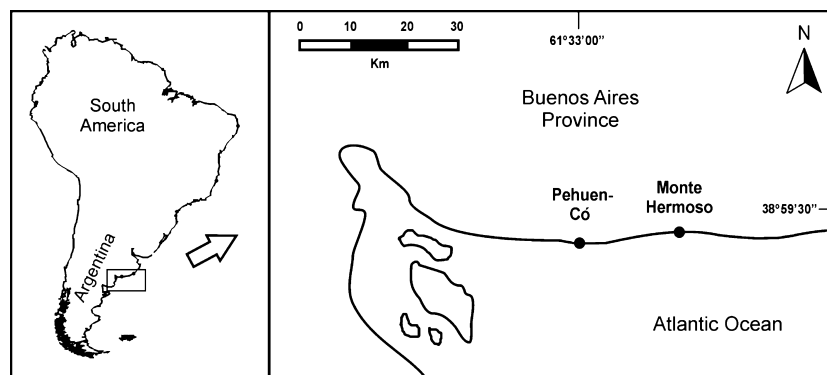 South
America
Argentina
0 10 20 30
Km
61°33'00"
N
Buenos Aires
Province
Pehuen-
Có
Monte
Hermoso
38°59'30"
Atlantic Ocean